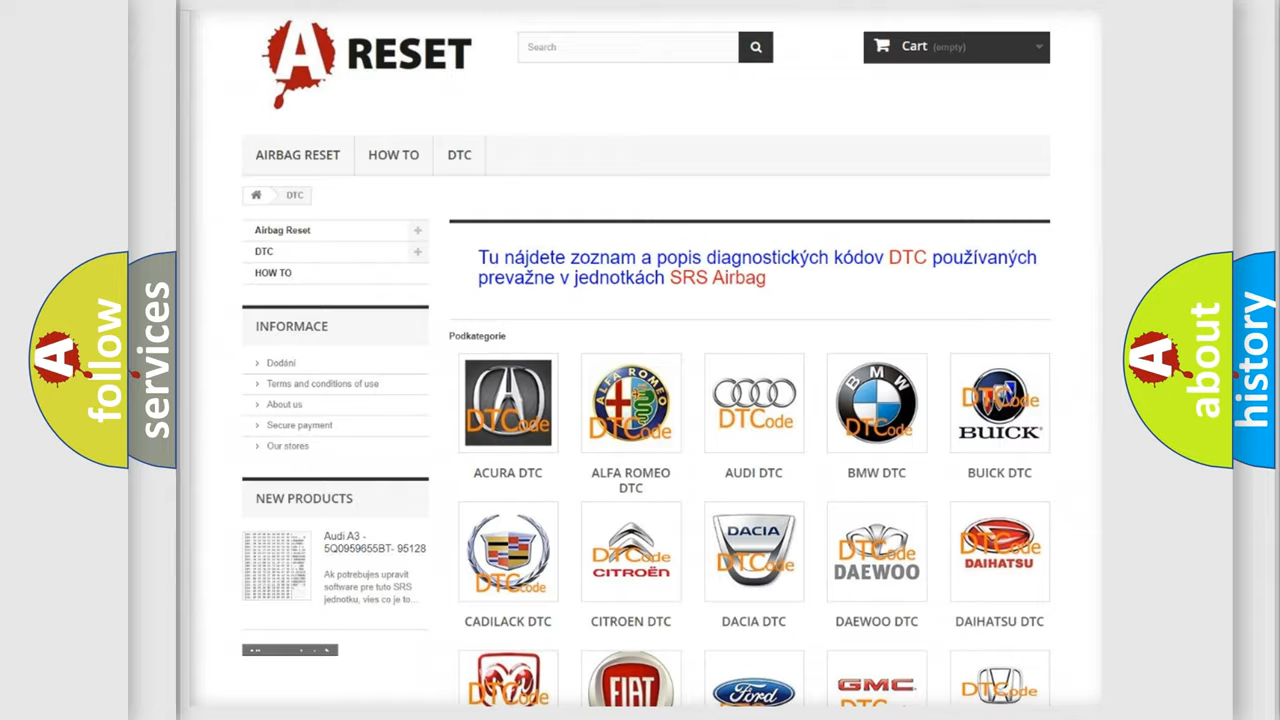 A RESET
Search
Cart (empty)
AIRBAG RESET
HOW TO
DTC
DTC
Airbag Reset
DTC
HOW TO
INFORMACE
Dodání
Terms and conditions of use
About us
Secure payment
Our stores
NEW PRODUCTS
Audi A3 -
5Q0959655BT- 95128
Ak potrebujes upravit
software pre tuto SRS
jednotku, vies co je to...
Tu nájdete zoznam a popis diagnostických kódov DTC používaných
prevažne v jednotkách SRS Airbag
Podkategorie
DTCode
ALFA ROMEO
DTCode
DTCode
BMW
DTCode
DTCode
BUICK
ACURA DTC
ALFA ROMEO
DTC
AUDI DTC
BMW DTC
BUICK DTC
DTCode
DTCode
CITROËN
DACIA
DTCode
DTCode
DAEWOO
DTCode
DAIHATSU
CADILACK DTC
CITROEN DTC
DACIA DTC
DAEWOO DTC
DAIHATSU DTC
DTCode
FIAT
Ford
GMC
DTCode
A follow
services
A about
history